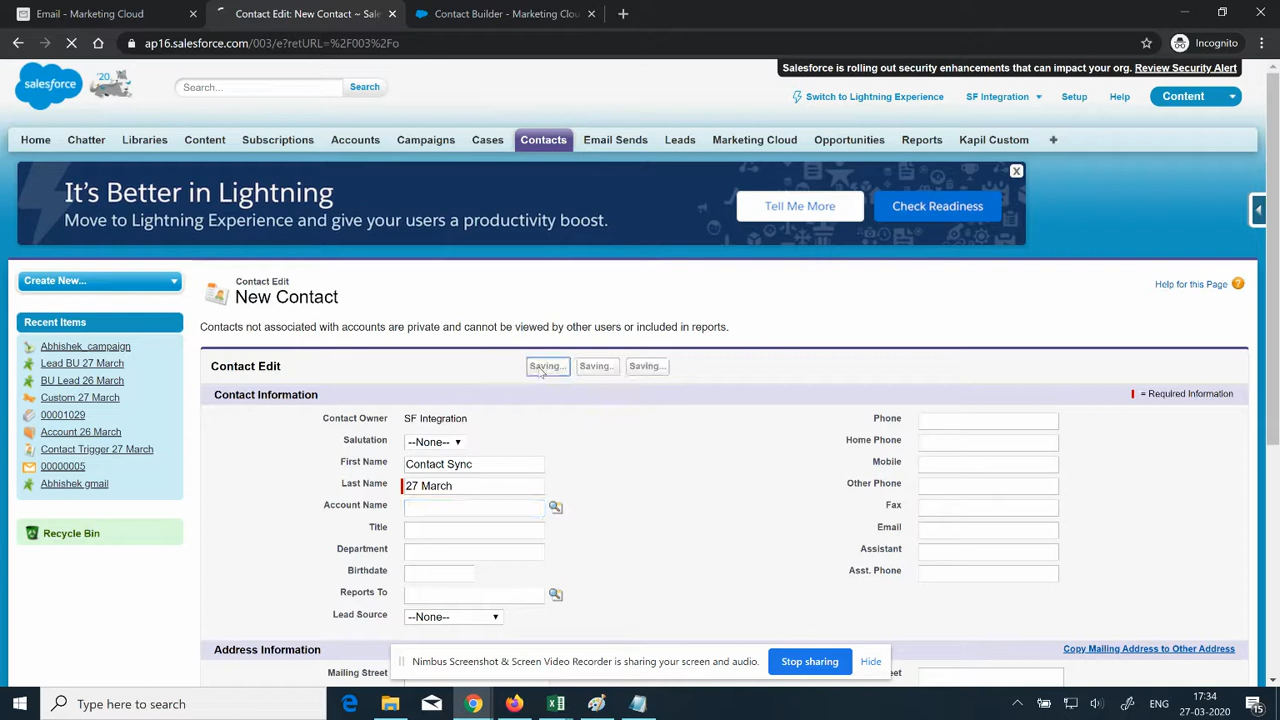 Email - Marketing Cloud
Contact Edit: New Contact ~ Sale
Contact Builder - Marketing Clou
ap16.salesforce.com/003/e?retURL=%2F003%2Fo
Incognito
salesforce
'20
Search...
Search
Salesforce is rolling out security enhancements that can impact your org. Review Security Alert
Switch to Lightning Experience
SF Integration
Setup
Help
Content
Home
Chatter
Libraries
Content
Subscriptions
Accounts
Campaigns
Cases
Contacts
Email Sends
Leads
Marketing Cloud
Opportunities
Reports
Kapil Custom
+
It's Better in Lightning
Move to Lightning Experience and give your users a productivity boost.
Tell Me More
Check Readiness
X
Create New...
Recent Items
Abhishek_campaign
Lead BU 27 March
BU Lead 26 March
Custom 27 March
00001029
Account 26 March
Contact Trigger 27 March
00000005
Abhishek gmail
Recycle Bin
Contact Edit
New Contact
Help for this Page
Contacts not associated with accounts are private and cannot be viewed by other users or included in reports.
Contact Edit
Saving...
Saving..
Saving...
Contact Information
= Required Information
Contact Owner SF Integration
Phone
Salutation --None--
Home Phone
First Name Contact Sync
Mobile
Last Name 27 March
Other Phone
Account Name
Fax
Title
Email
Department
Assistant
Birthdate
Asst. Phone
Reports To
Lead Source --None--
Address Information
Copy Mailing Address to Other Address
Mailing Street
eet
Nimbus Screenshot & Screen Video Recorder is sharing your screen and audio.
Stop sharing
Hide
Type here to search
ENG
17:34
27-03-2020
15